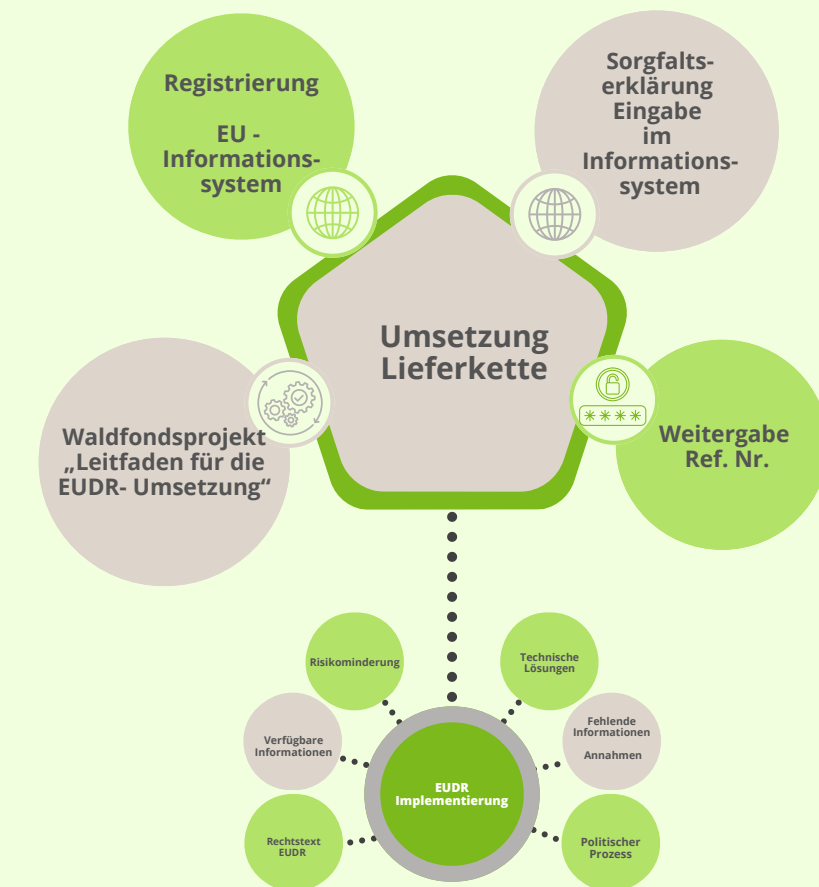 Registrierung
EU -
Informations-
system
Sorgfalts-
erklärung
Eingabe
im
Informations-
system
Umsetzung
Lieferkette
Waldfondsprojekt
„Leitfaden für die
EUDR- Umsetzung“
****
Weitergabe
Ref. Nr.
Risikominderung
Technische
Lösungen
Verfügbare
Informationen
Fehlende
Informationen
Annahmen
EUDR
Implementierung
Rechtstext
EUDR
Politischer
Prozess